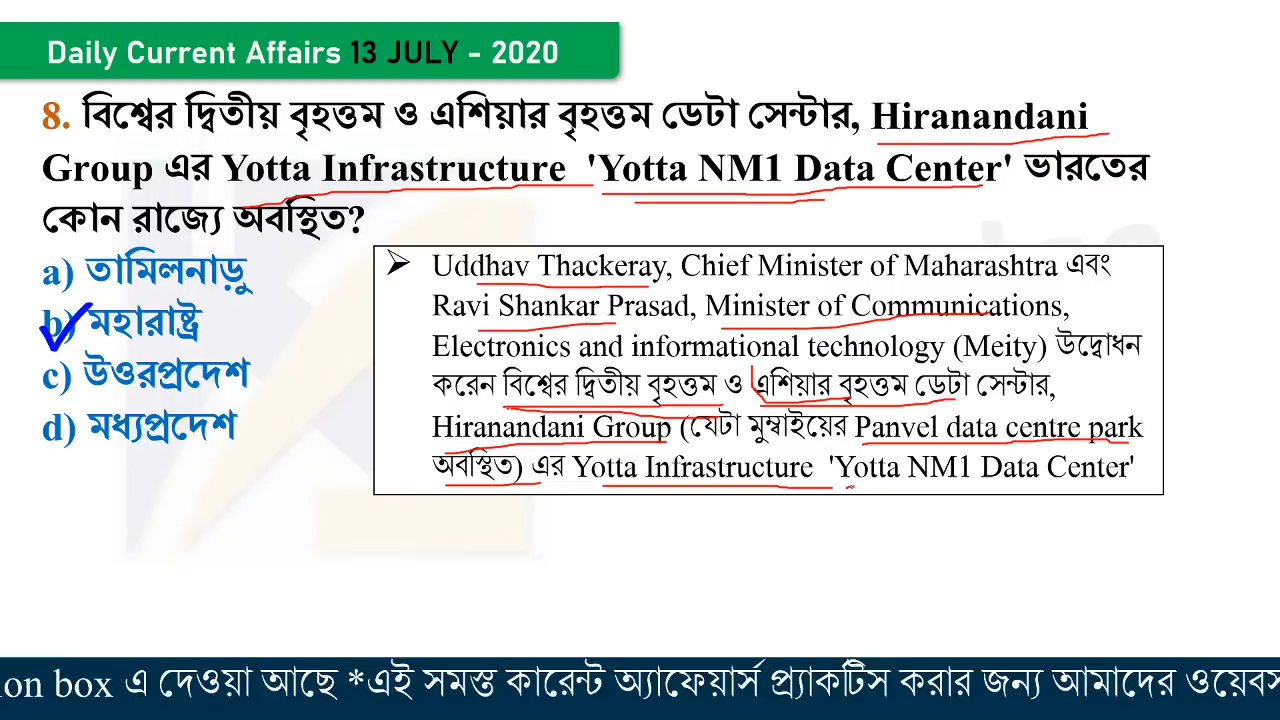 Daily Current Affairs 13 JULY - 2020
8. বিশ্বের দ্বিতীয় বৃহত্তম ও এশিয়ার বৃহত্তম ডেটা সেন্টার, Hiranandani
Group এর Yotta Infrastructure 'Yotta NM1 Data Center' ভারতের
কোন রাজ্যে অবস্থিত?
a) তামিলনাড়ু
b) মহারাষ্ট্র
c) উওরপ্রদেশ
d) মধ্যপ্রদেশ
➤ Uddhav Thackeray, Chief Minister of Maharashtra এবং
Ravi Shankar Prasad, Minister of Communications,
Electronics and informational technology (Meity) উদ্বোধন
করেন বিশ্বের দ্বিতীয় বৃহত্তম ও এশিয়ার বৃহত্তম ডেটা সেন্টার,
Hiranandani Group (যেটা মুম্বাইয়ের Panvel data centre park
অবস্থিত) এর Yotta Infrastructure 'Yotta NM1 Data Center'
ion box এ দেওয়া আছে *এই সমস্ত কারেন্ট অ্যাফেয়ার্স প্র্যাকটিস করার জন্য আমাদের ওয়েবস